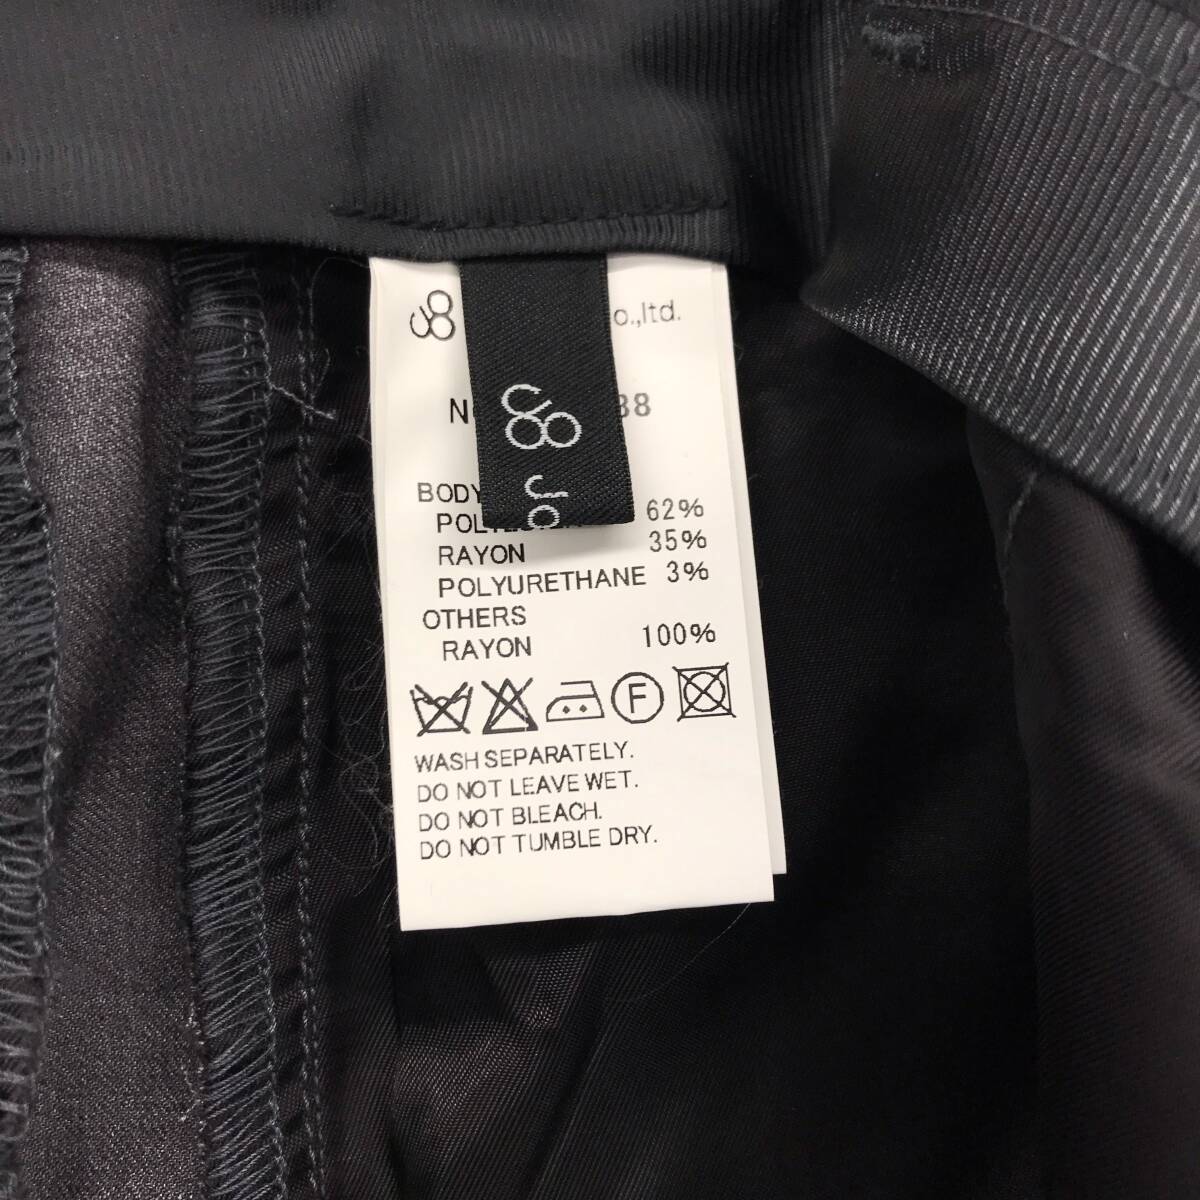 o.,ltd.
38
Jo
BODY
62%
RAYON 35%
POLYURETHANE 3%
OTHERS
RAYON 100%
F
WASH SEPARATELY.
DO NOT LEAVE WET.
DO NOT BLEACH.
DO NOT TUMBLE DRY.